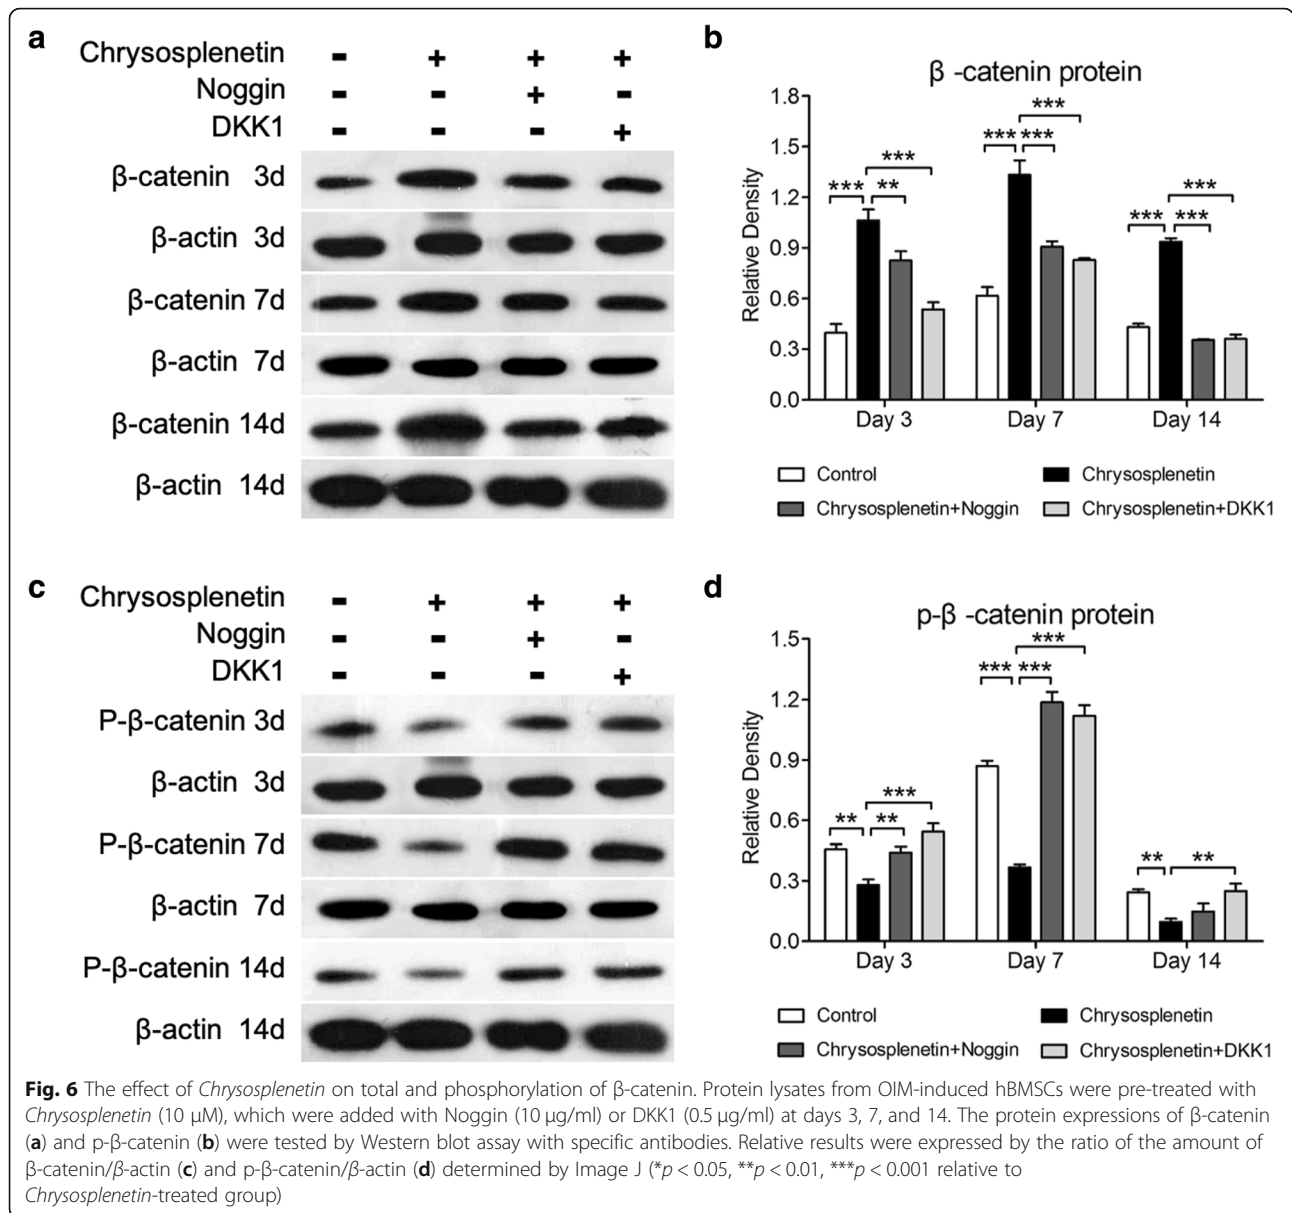 a
Chrysosplenetin - + + +
Noggin - - + -
DKK1 - - - +
β-catenin 3d
β-actin 3d
β-catenin 7d
β-actin 7d
β-catenin 14d
β-actin 14d
b
β -catenin protein
Relative Density
1.8
1.5
1.2
0.9
0.6
0.3
0.0
*** ** ***
*** *** ***
*** *** ***
Day 3 Day 7 Day 14
Control Chrysosplenetin
Chrysosplenetin+Noggin Chrysosplenetin+DKK1
c
Chrysosplenetin - + + +
Noggin - - + -
DKK1 - - - +
P-β-catenin 3d
β-actin 3d
P-β-catenin 7d
β-actin 7d
P-β-catenin 14d
β-actin 14d
d
p-β -catenin protein
Relative Density
1.5
1.2
0.9
0.6
0.3
0.0
** ** ***
*** *** ***
** **
Day 3 Day 7 Day 14
Control Chrysosplenetin
Chrysosplenetin+Noggin Chrysosplenetin+DKK1
Fig. 6 The effect of Chrysosplenetin on total and phosphorylation of β-catenin. Protein lysates from OIM-induced hBMSCs were pre-treated with
Chrysosplenetin (10 μM), which were added with Noggin (10 μg/ml) or DKK1 (0.5 μg/ml) at days 3, 7, and 14. The protein expressions of β-catenin
(a) and p-β-catenin (b) were tested by Western blot assay with specific antibodies. Relative results were expressed by the ratio of the amount of
β-catenin/β-actin (c) and p-β-catenin/β-actin (d) determined by Image J (*p < 0.05, **p < 0.01, ***p < 0.001 relative to
Chrysosplenetin-treated group)